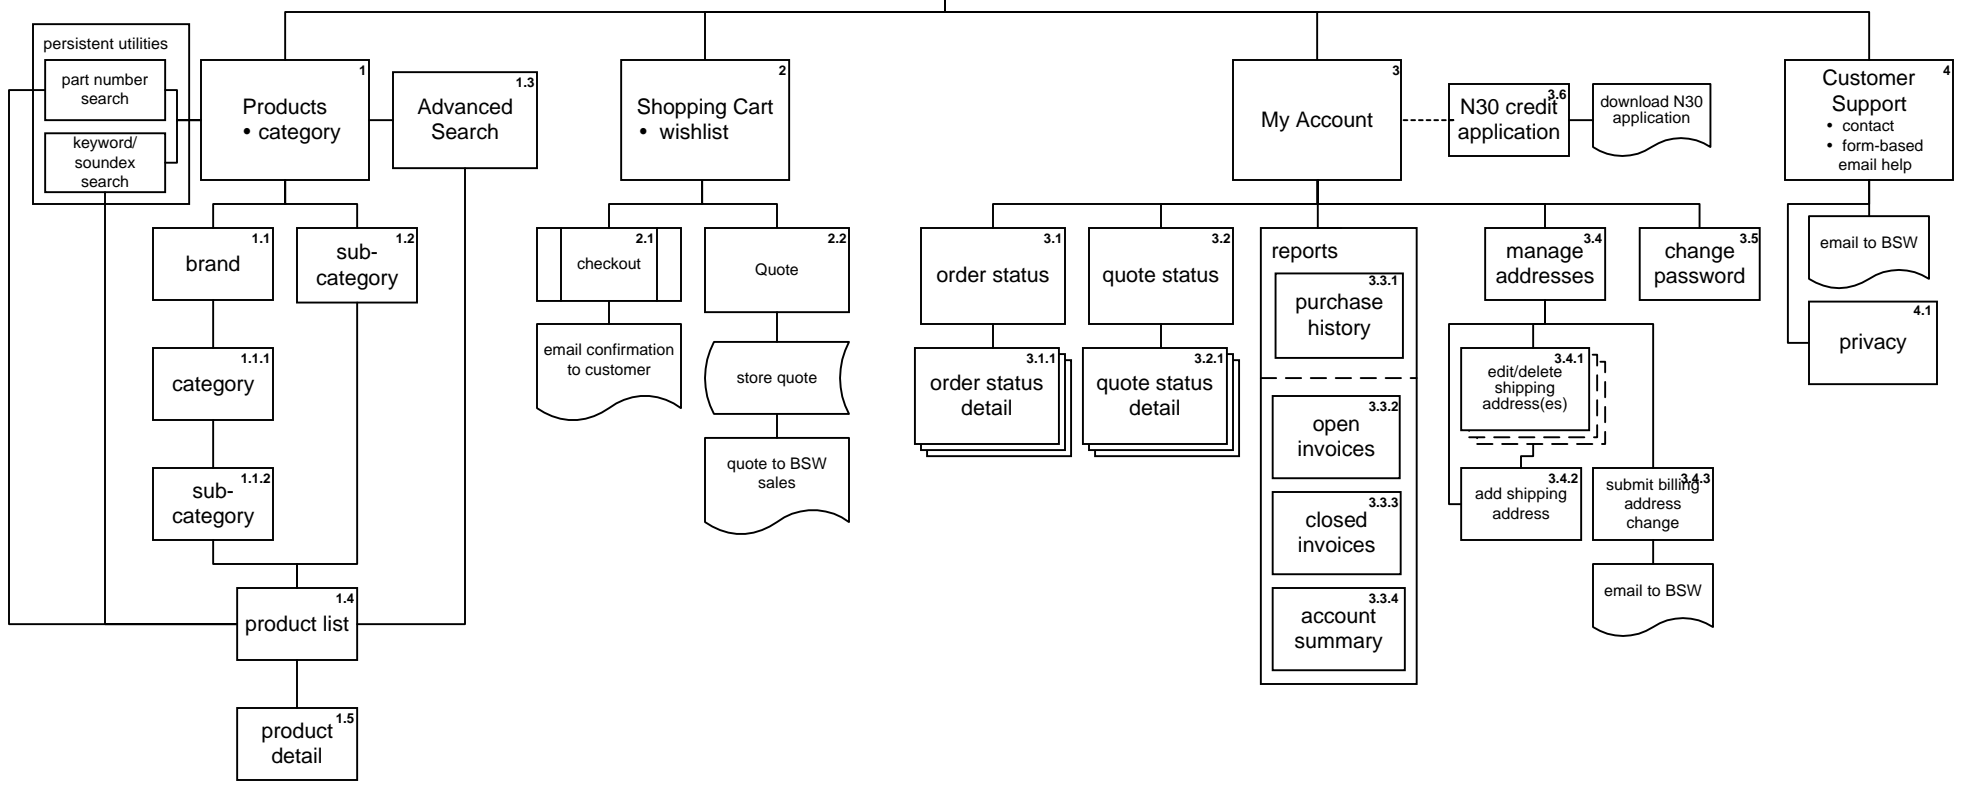 persistent utilities
part number
search
keyword/
soundex
search
1
Products
• category
1.3
Advanced
Search
1.1
brand
1.2
sub-
category
1.1.1
category
1.1.2
sub-
category
1.4
product list
1.5
product
detail
2
Shopping Cart
• wishlist
2.1
checkout
email confirmation
to customer
2.2
Quote
store quote
quote to BSW
sales
3
My Account
3.6
N30 credit
application
download N30
application
3.1
order status
3.1.1
order status
detail
3.2
quote status
3.2.1
quote status
detail
reports
3.3.1
purchase
history
3.3.2
open
invoices
3.3.3
closed
invoices
3.3.4
account
summary
3.4
manage
addresses
3.4.1
edit/delete
shipping
address(es)
3.4.2
add shipping
address
3.4.3
submit billing
address
change
email to BSW
3.5
change
password
4
Customer
Support
• contact
• form-based
email help
email to BSW
4.1
privacy